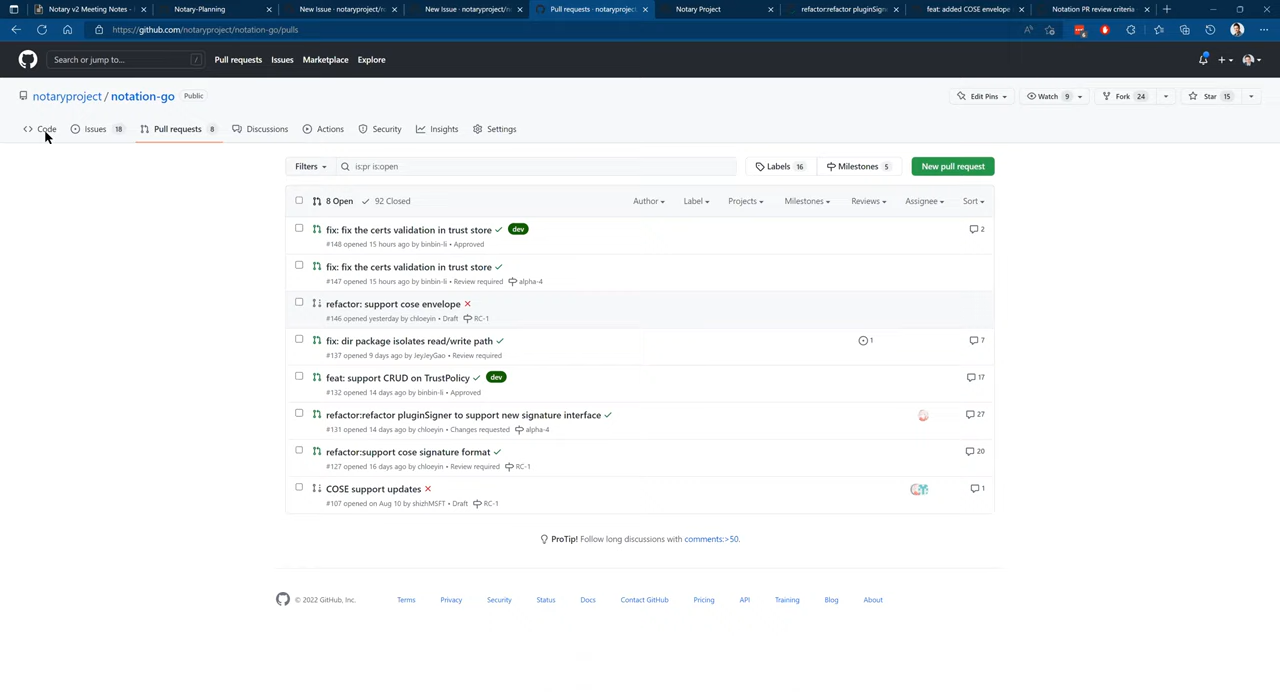 Notary v2 Meeting Notes -
Notary-Planning
New Issue · notaryproject/no
New Issue · notaryproject/no
Pull requests · notaryproject
Notary Project
refactor:refactor pluginSign
feat: added COSE envelope
Notation PR review criteria
https://github.com/notaryproject/notation-go/pulls
Search or jump to...
/
Pull requests
Issues
Marketplace
Explore
notaryproject / notation-go
Public
Edit Pins
Watch 9
Fork 24
Star 15
Code
Issues 18
Pull requests 8
Discussions
Actions
Security
Insights
Settings
Filters
is:pr is:open
Labels 16
Milestones 5
New pull request
8 Open
92 Closed
Author
Label
Projects
Milestones
Reviews
Assignee
Sort
fix: fix the certs validation in trust store
dev
2
#148 opened 15 hours ago by binbin-li • Approved
fix: fix the certs validation in trust store
#147 opened 15 hours ago by binbin-li • Review required alpha-4
refactor: support cose envelope
#146 opened yesterday by chloeyin • Draft RC-1
fix: dir package isolates read/write path
1
7
#137 opened 9 days ago by JeyJeyGao • Review required
feat: support CRUD on TrustPolicy
dev
17
#132 opened 14 days ago by binbin-li • Approved
refactor:refactor pluginSigner to support new signature interface
27
#131 opened 14 days ago by chloeyin • Changes requested alpha-4
refactor:support cose signature format
20
#127 opened 16 days ago by chloeyin • Review required RC-1
COSE support updates
1
#107 opened on Aug 10 by shizhMSFT • Draft RC-1
ProTip! Follow long discussions with comments:>50.
© 2022 GitHub, Inc.
Terms
Privacy
Security
Status
Docs
Contact GitHub
Pricing
API
Training
Blog
About